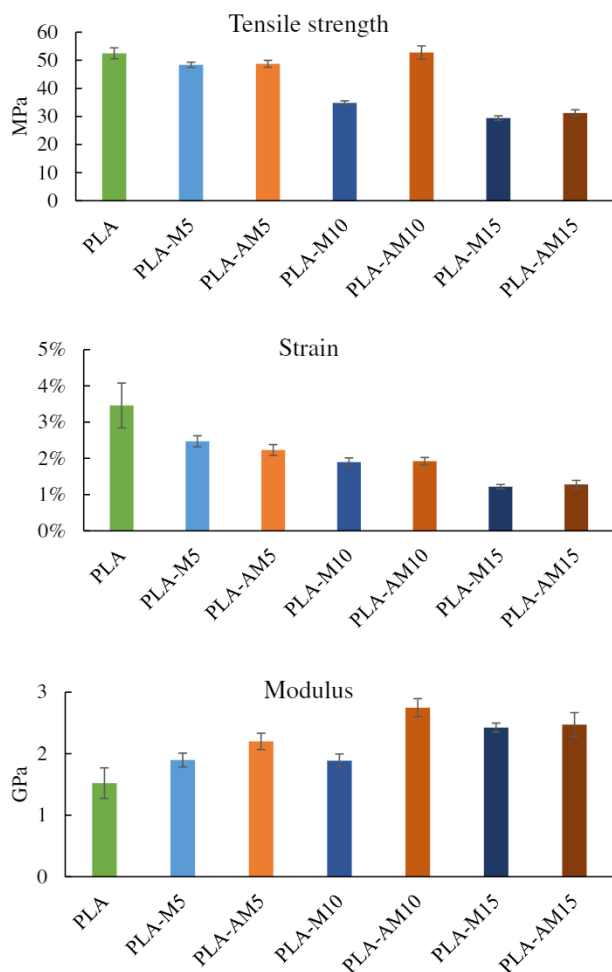 Tensile strength
60
50
40
30
20
10
0
MPa
PLA
PLA-M5
PLA-AM5
PLA-M10
PLA-AM10
PLA-M15
PLA-AM15
Strain
5%
4%
3%
2%
1%
0%
PLA
PLA-M5
PLA-AM5
PLA-M10
PLA-AM10
PLA-M15
PLA-AM15
Modulus
3
2
1
0
GPa
PLA
PLA-M5
PLA-AM5
PLA-M10
PLA-AM10
PLA-M15
PLA-AM15